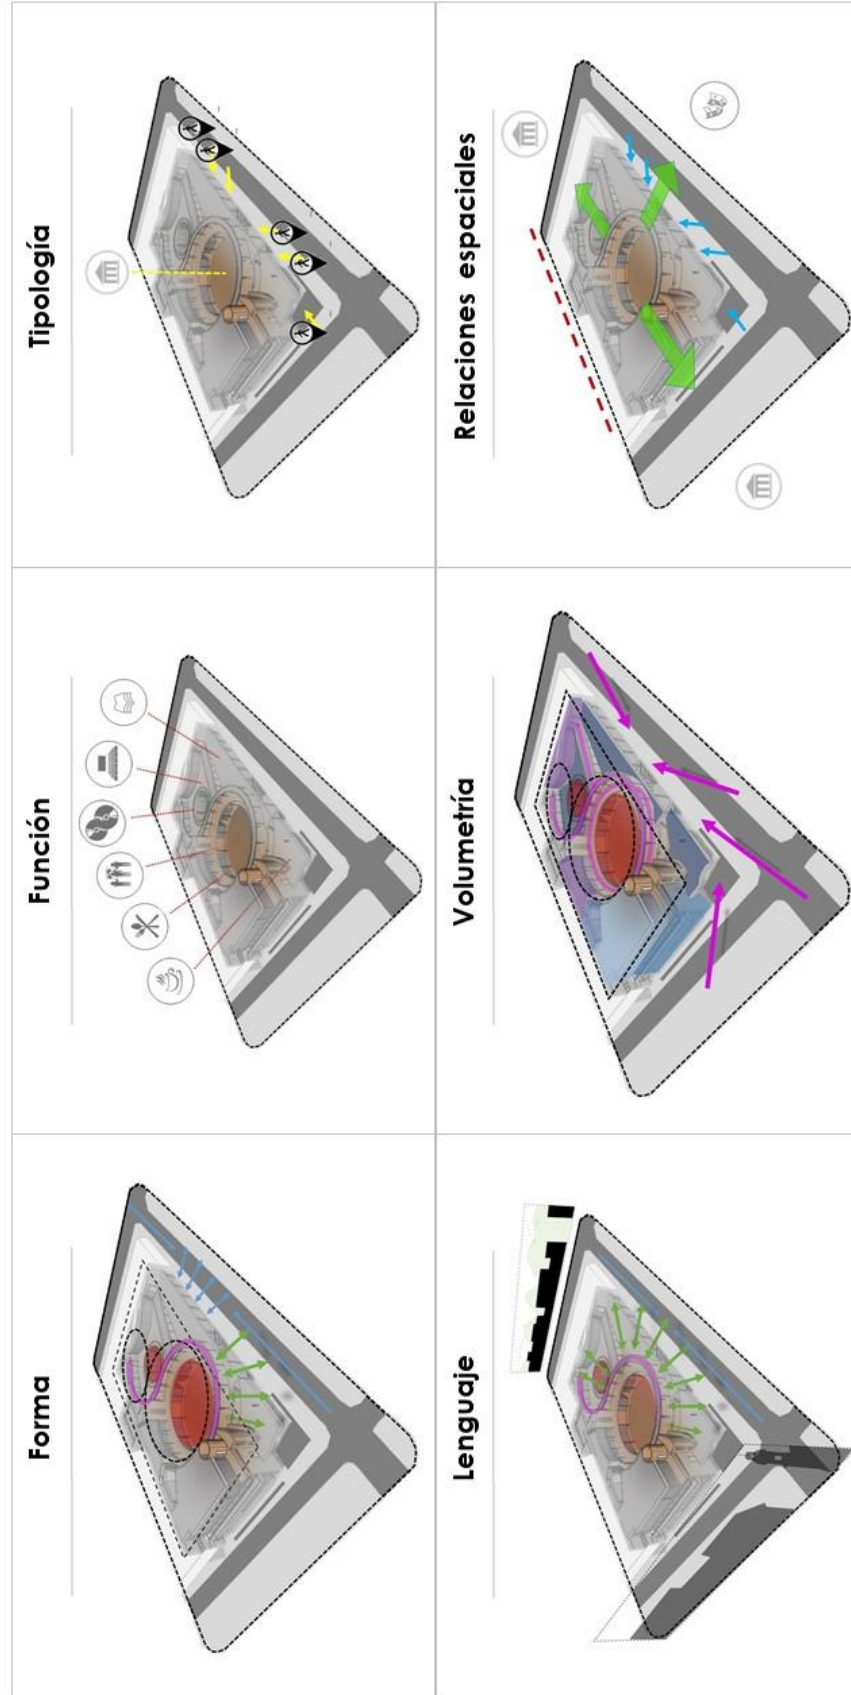 Forma
Función
Tipología
Lenguaje
Volumetría
Relaciones espaciales